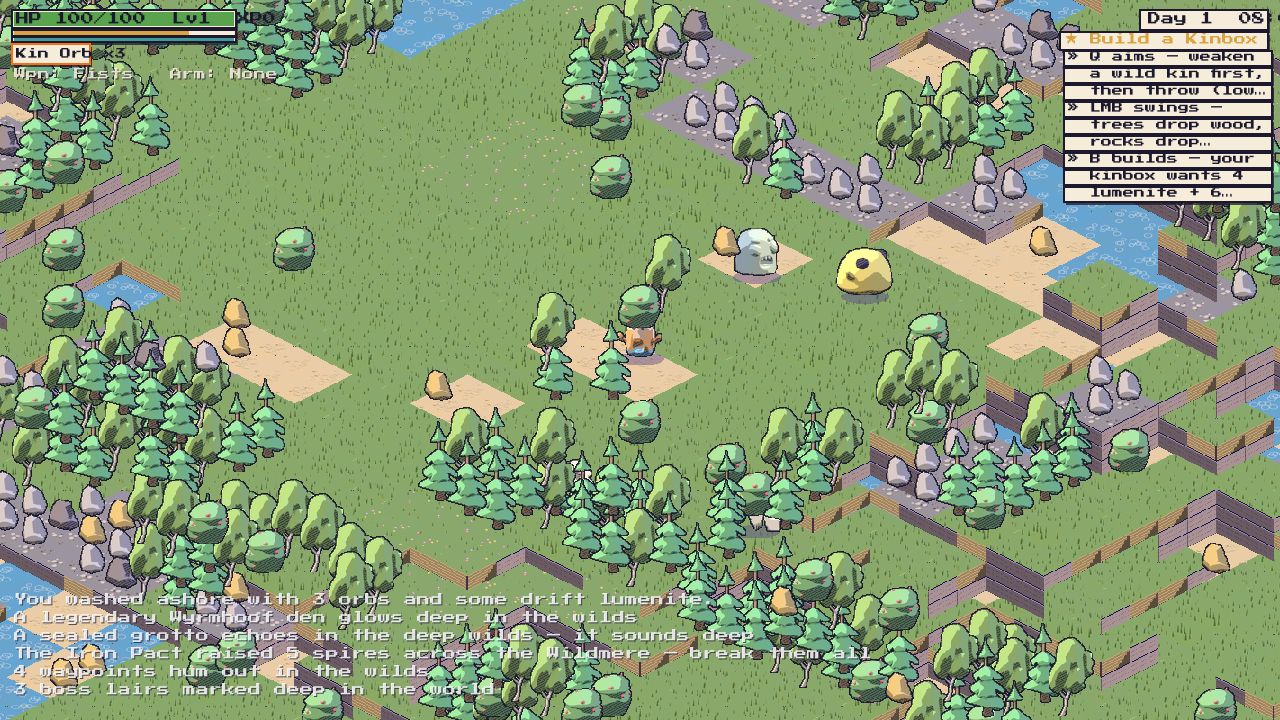 HP 100/100 Lv1 XP0
Kin Orb x3
Wpn: Fists Arm: None
Day 1 08:
★ Build a Kinbox
» Q aims — weaken
a wild kin first,
then throw (low…
» LMB swings —
trees drop wood,
rocks drop…
» B builds — your
kinbox wants 4
lumenite + 6…
You washed ashore with 3 orbs and some drift lumenite
A legendary Wyrmhoof den glows deep in the wilds
A sealed grotto echoes in the deep wilds — it sounds deep
The Iron Pact raised 5 spires across the Wildmere — break them all
4 waypoints hum out in the wilds
3 boss lairs marked deep in the world